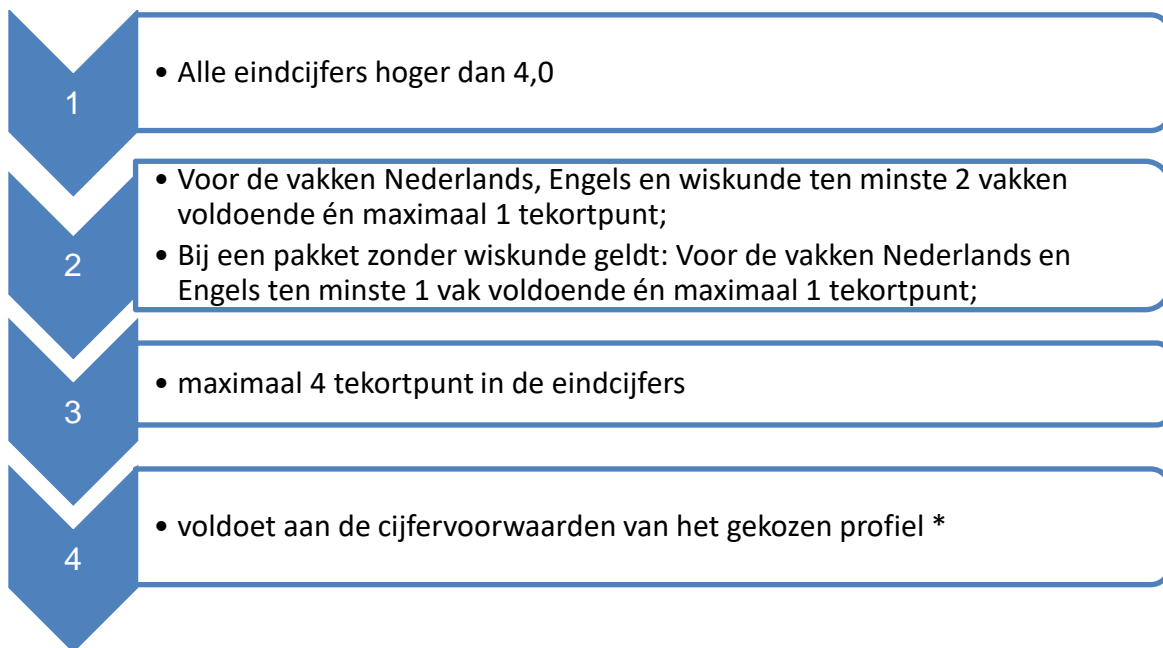 1
• Alle eindcijfers hoger dan 4,0
2
• Voor de vakken Nederlands, Engels en wiskunde ten minste 2 vakken
voldoende én maximaal 1 tekortpunt;
• Bij een pakket zonder wiskunde geldt: Voor de vakken Nederlands en
Engels ten minste 1 vak voldoende én maximaal 1 tekortpunt;
3
• maximaal 4 tekortpunt in de eindcijfers
4
• voldoet aan de cijfervoorwaarden van het gekozen profiel *